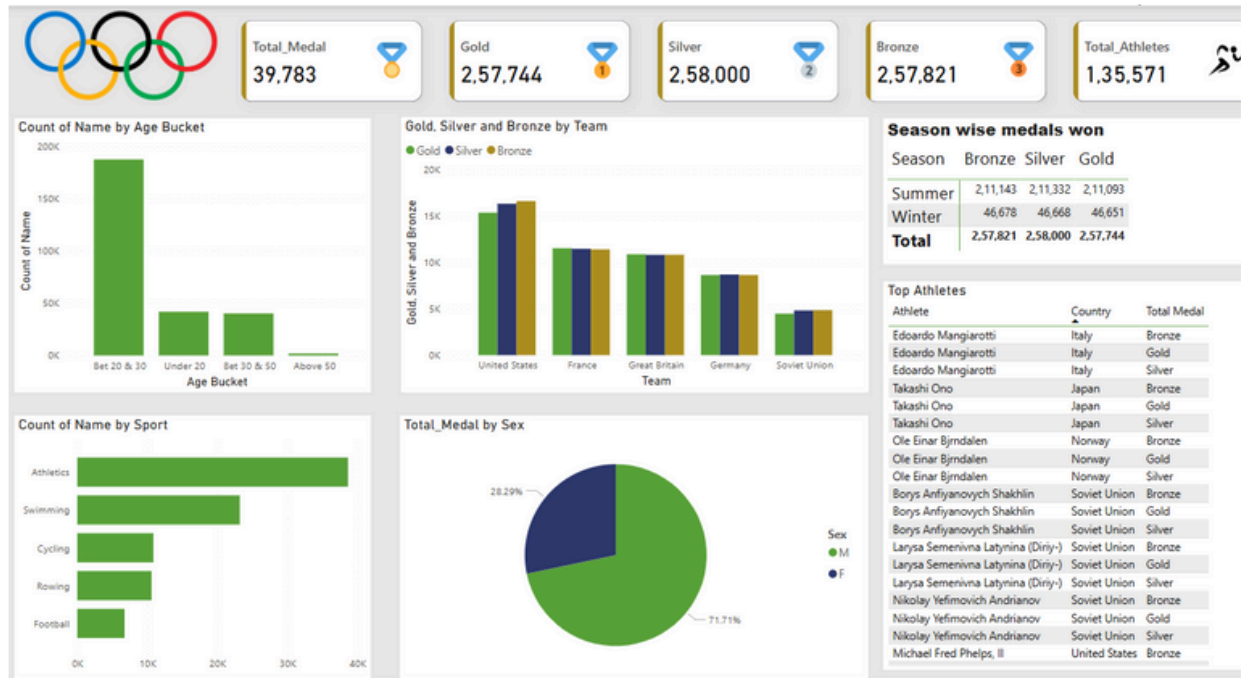 Total_Medal
39,783
Gold
2,57,744
1
Silver
2,58,000
2
Bronze
2,57,821
3
Total_Athletes
1,35,571
Count of Name by Age Bucket
Count of Name
200K
150K
100K
50K
0K
Bet 20 & 30 Under 20 Bet 30 & 50 Above 50
Age Bucket
Gold, Silver and Bronze by Team
Gold Silver Bronze
Gold, Silver and Bronze
20K
15K
10K
5K
0K
United States France Great Britain Germany Soviet Union
Team
Season wise medals won
Season Bronze Silver Gold
Summer 2,11,143 2,11,332 2,11,093
Winter 46,678 46,668 46,651
Total 2,57,821 2,58,000 2,57,744
Count of Name by Sport
Athletics
Swimming
Cycling
Rowing
Football
0K 10K 20K 30K 40K
Total_Medal by Sex
28.29%
71.71%
Sex
M
F
Top Athletes
Athlete Country Total Medal
Edoardo Mangiarotti Italy Bronze
Edoardo Mangiarotti Italy Gold
Edoardo Mangiarotti Italy Silver
Takashi Ono Japan Bronze
Takashi Ono Japan Gold
Takashi Ono Japan Silver
Ole Einar Bjrndalen Norway Bronze
Ole Einar Bjrndalen Norway Gold
Ole Einar Bjrndalen Norway Silver
Borys Anfiyanovych Shakhlin Soviet Union Bronze
Borys Anfiyanovych Shakhlin Soviet Union Gold
Borys Anfiyanovych Shakhlin Soviet Union Silver
Larysa Semenivna Latynina (Diriy-) Soviet Union Bronze
Larysa Semenivna Latynina (Diriy-) Soviet Union Gold
Larysa Semenivna Latynina (Diriy-) Soviet Union Silver
Nikolay Yefimovich Andrianov Soviet Union Bronze
Nikolay Yefimovich Andrianov Soviet Union Gold
Nikolay Yefimovich Andrianov Soviet Union Silver
Michael Fred Phelps, II United States Bronze